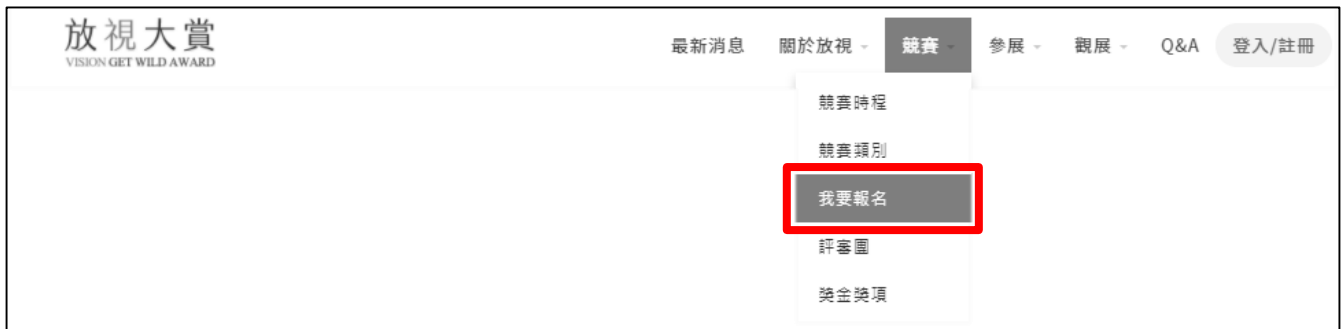 放視大賞
VISION GET WILD AWARD
最新消息 關於放視 競賽 參展 觀展 Q&A 登入/註冊
競賽時程
競賽類別
我要報名
評審團
獎金獎項